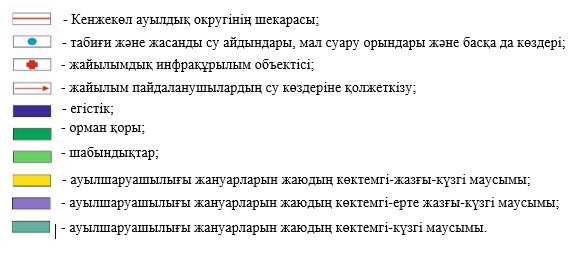 - Кенжекөл ауылдық округінің шекарасы;
- табиғи және жасанды су айдындары, мал суару орындары және басқа да көздері;
- жайылымдық инфрақұрылым объектісі;
- жайылым пайдаланушылардың су көздеріне қолжеткізу;
- егістік;
- орман қоры;
- шабындықтар;
- ауылшаруашылығы жануарларын жаюдың көктемгі-жазғы-күзгі маусымы;
- ауылшаруашылығы жануарларын жаюдың көктемгі-ерте жазғы-күзгі маусымы;
- ауылшаруашылығы жануарларын жаюдың көктемгі-күзгі маусымы.